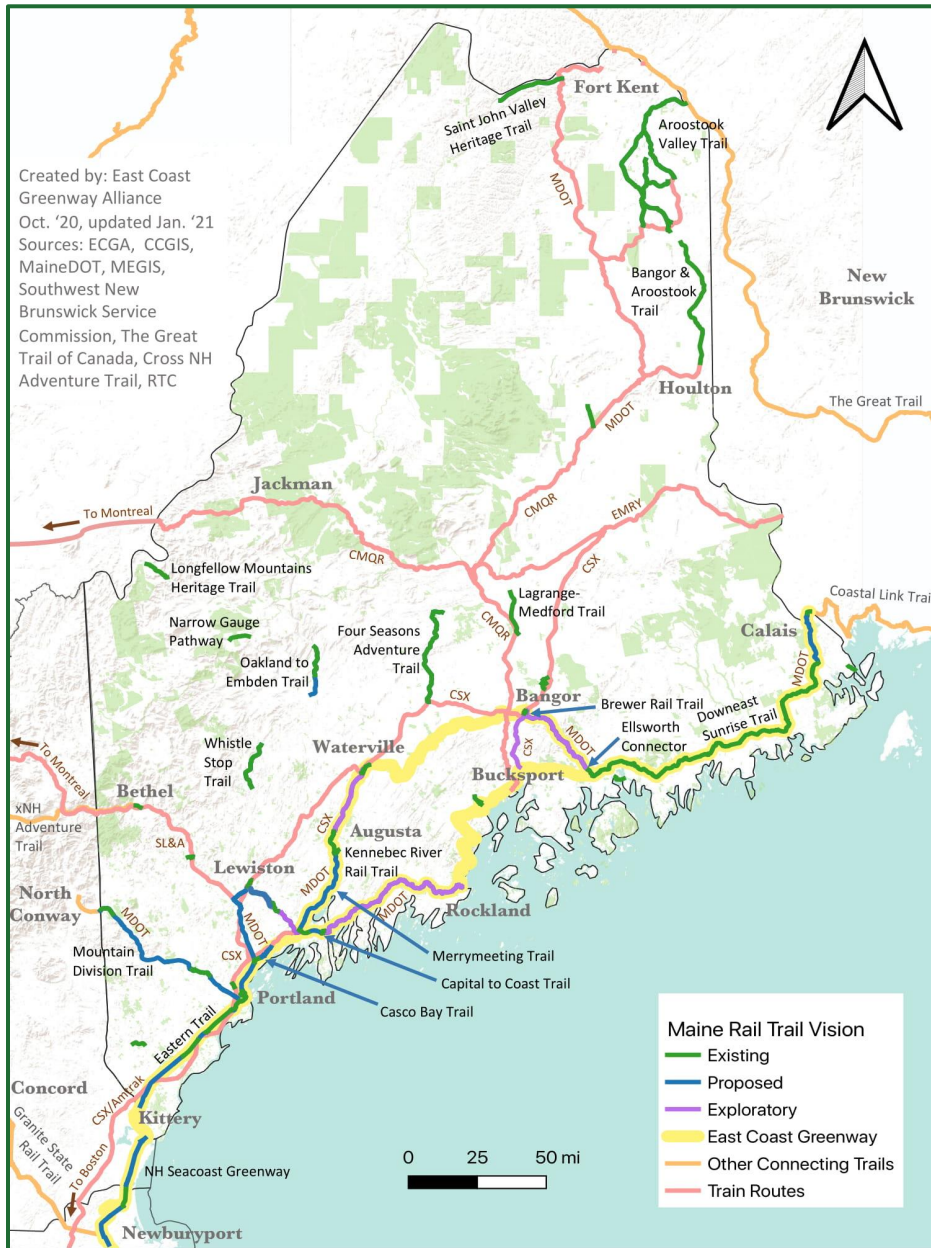 Fort Kent
Saint John Valley
Heritage Trail
Aroostook
Valley Trail
MDOT
Created by: East Coast
Greenway Alliance
Oct. ‘20, updated Jan. ‘21
Sources: ECGA, CCGIS,
MaineDOT, MEGIS,
Southwest New
Brunswick Service
Commission, The Great
Trail of Canada, Cross NH
Adventure Trail, RTC
Bangor &
Aroostook
Trail
New
Brunswick
Houlton
The Great Trail
MDOT
Jackman
To Montreal
CMQR
EMRY
CMQR
CSX
Longfellow Mountains
Heritage Trail
Lagrange-
Medford Trail
Coastal Link Trail
Narrow Gauge
Pathway
Four Seasons
Adventure
Trail
CMQR
Calais
Oakland to
Embden Trail
MDOT
CSX
Bangor
Brewer Rail Trail
Downeast
Sunrise Trail
Ellsworth
Connector
Whistle
Stop
Trail
Waterville
CSX
MDOT
To Montreal
Bucksport
Bethel
xNH
Adventure
Trail
CSX
Augusta
SL&A
Kennebec River
Rail Trail
Lewiston
MDOT
MDOT
North
Conway
Rockland
MDOT
MDOT
Mountain
Division Trail
CSX
Merrymeeting Trail
Capital to Coast Trail
Portland
Casco Bay Trail
Eastern Trail
Maine Rail Trail Vision
Existing
Proposed
Exploratory
East Coast Greenway
Other Connecting Trails
Train Routes
Concord
CSX/Amtrak
Kittery
Granite State
Rail Trail
To Boston
NH Seacoast Greenway
0 25 50 mi
Newburyport